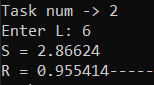 Task num -> 2
Enter L: 6
S = 2.86624
R = 0.955414-----